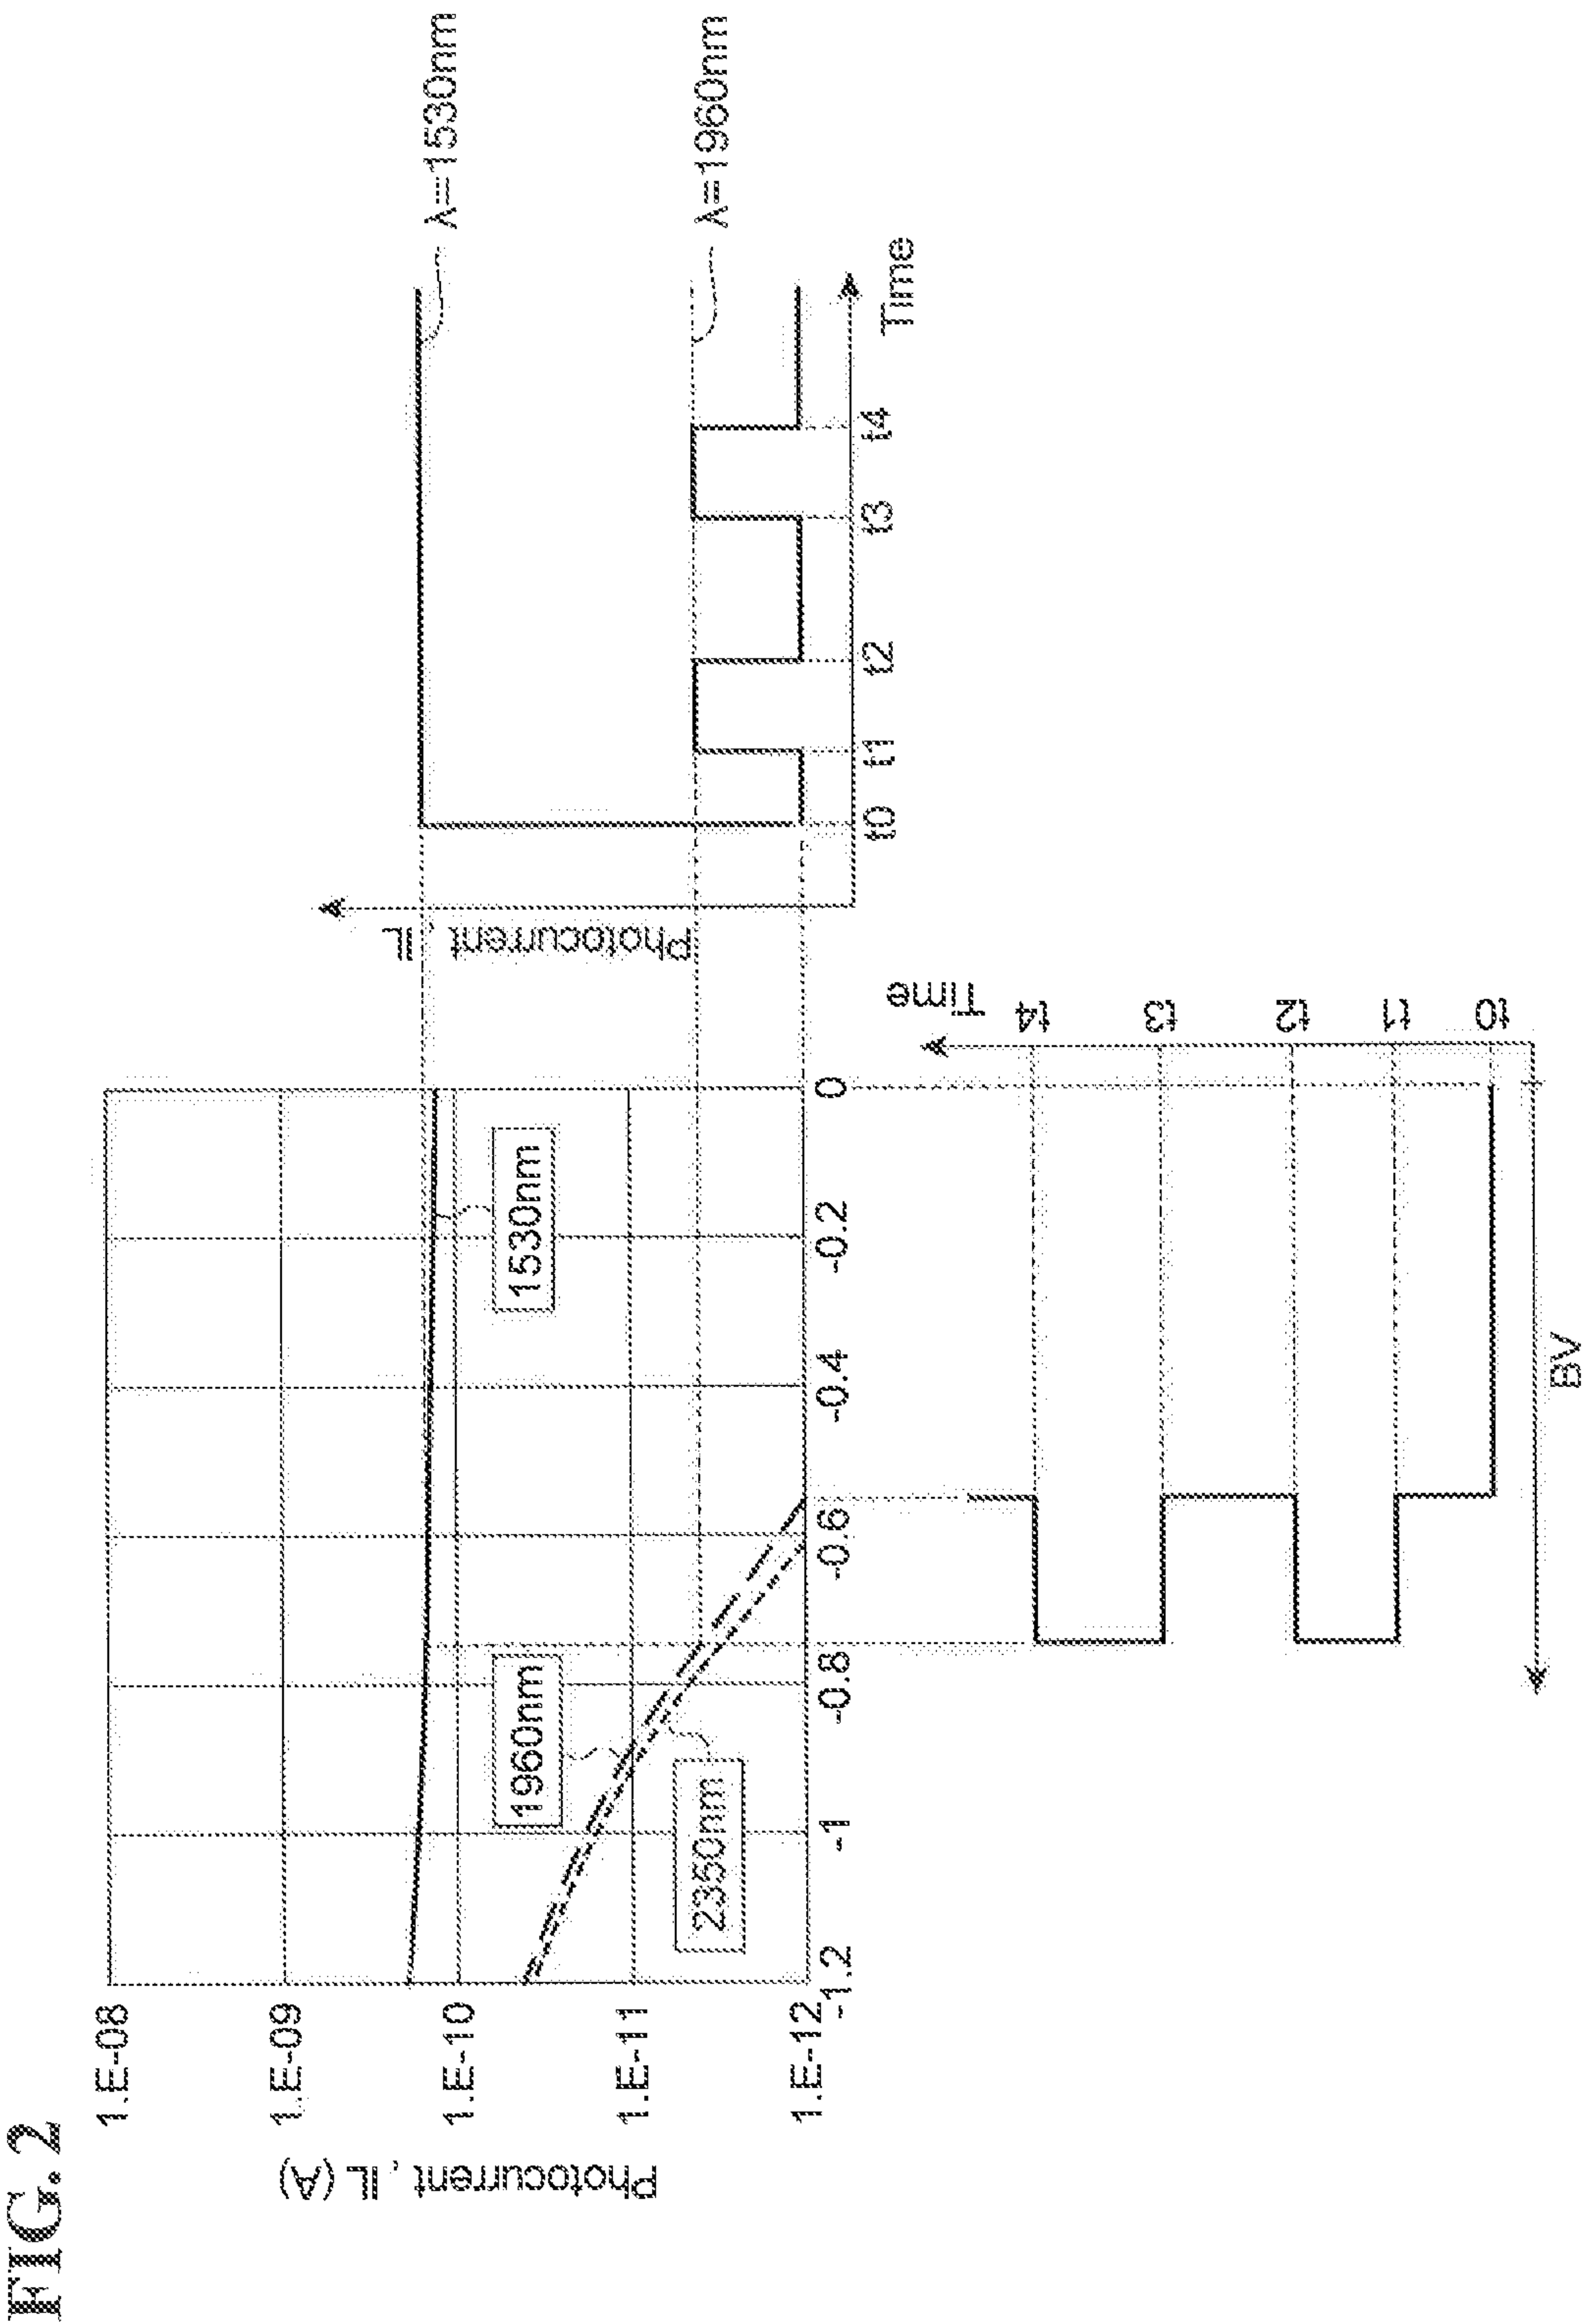 FIG. 2
Photocurrent , IL (A)
1.E-08
1.E-09
1.E-10
1.E-11
1.E-12
-1.2
-1
-0.8
-0.6
-0.4
-0.2
0
1530nm
1960nm
2350nm
Photocurrent , IL
λ=1530nm
λ=1960nm
t0
t1
t2
t3
t4
Time
Time
t4
t3
t2
t1
t0
BV